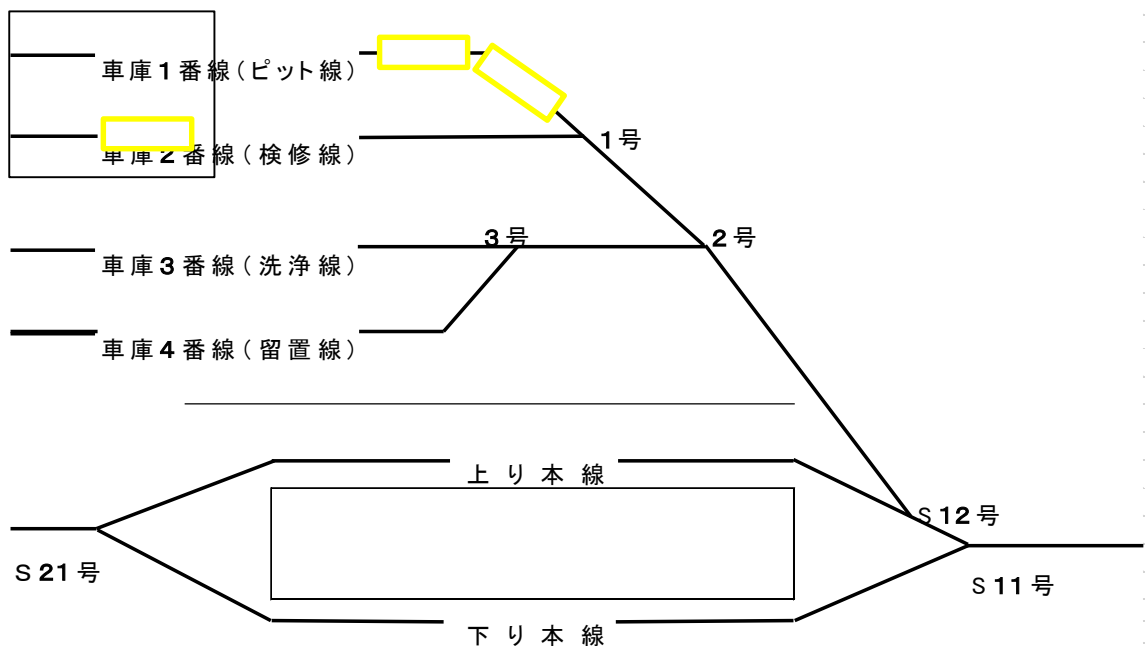 車庫1番線(ピット線)
車庫2番線(検修線)
1号
3号
2号
車庫3番線(洗浄線)
車庫4番線(留置線)
上り本線
S12号
S21号
S11号
下り本線